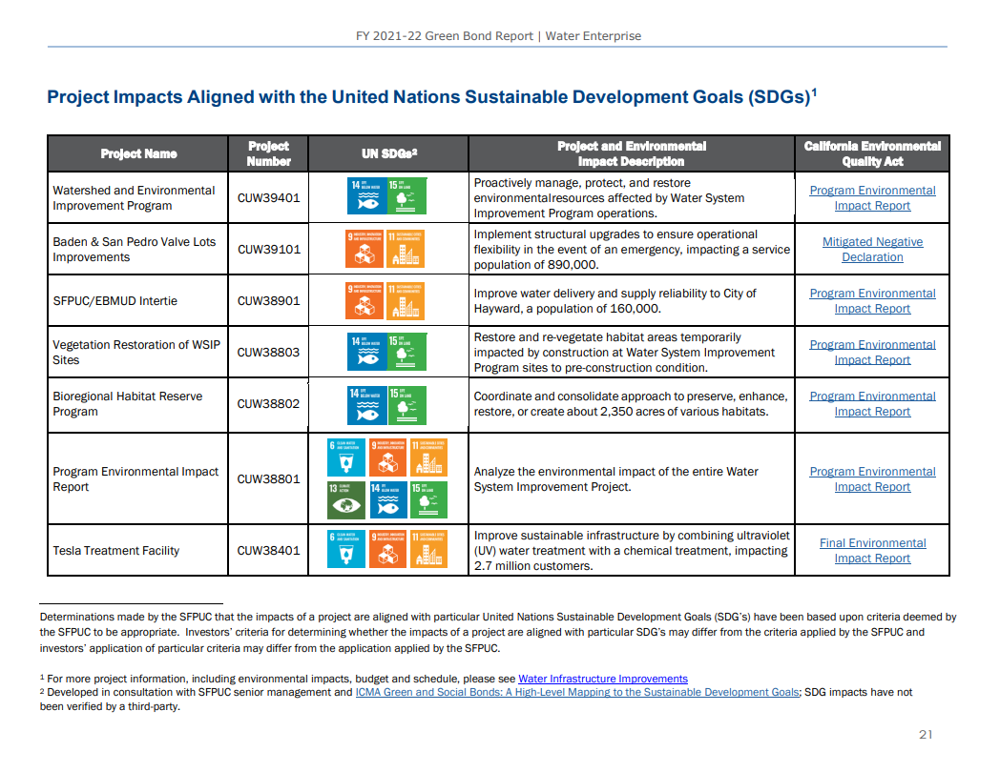 FY 2021-22 Green Bond Report | Water Enterprise
Project Impacts Aligned with the United Nations Sustainable Development Goals (SDGs)1
Project Name
Project
Number
UN SDGs2
Project and Environmental
Impact Description
California Environmental
Quality Act
Watershed and Environmental
Improvement Program
CUW39401
14 LIFE BELOW WATER
15 LIFE ON LAND
Proactively manage, protect, and restore
environmentalresources affected by Water System
Improvement Program operations.
Program Environmental
Impact Report
Baden & San Pedro Valve Lots
Improvements
CUW39101
9 INDUSTRY, INNOVATION AND INFRASTRUCTURE
11 SUSTAINABLE CITIES AND COMMUNITIES
Implement structural upgrades to ensure operational
flexibility in the event of an emergency, impacting a service
population of 890,000.
Mitigated Negative
Declaration
SFPUC/EBMUD Intertie
CUW38901
9 INDUSTRY, INNOVATION AND INFRASTRUCTURE
11 SUSTAINABLE CITIES AND COMMUNITIES
Improve water delivery and supply reliability to City of
Hayward, a population of 160,000.
Program Environmental
Impact Report
Vegetation Restoration of WSIP
Sites
CUW38803
14 LIFE BELOW WATER
15 LIFE ON LAND
Restore and re-vegetate habitat areas temporarily
impacted by construction at Water System Improvement
Program sites to pre-construction condition.
Program Environmental
Impact Report
Bioregional Habitat Reserve
Program
CUW38802
14 LIFE BELOW WATER
15 LIFE ON LAND
Coordinate and consolidate approach to preserve, enhance,
restore, or create about 2,350 acres of various habitats.
Program Environmental
Impact Report
Program Environmental Impact
Report
CUW38801
6 CLEAN WATER AND SANITATION
9 INDUSTRY, INNOVATION AND INFRASTRUCTURE
11 SUSTAINABLE CITIES AND COMMUNITIES
13 CLIMATE ACTION
14 LIFE BELOW WATER
15 LIFE ON LAND
Analyze the environmental impact of the entire Water
System Improvement Project.
Program Environmental
Impact Report
Tesla Treatment Facility
CUW38401
6 CLEAN WATER AND SANITATION
9 INDUSTRY, INNOVATION AND INFRASTRUCTURE
11 SUSTAINABLE CITIES AND COMMUNITIES
Improve sustainable infrastructure by combining ultraviolet
(UV) water treatment with a chemical treatment, impacting
2.7 million customers.
Final Environmental
Impact Report
Determinations made by the SFPUC that the impacts of a project are aligned with particular United Nations Sustainable Development Goals (SDG's) have been based upon criteria deemed by
the SFPUC to be appropriate. Investors' criteria for determining whether the impacts of a project are aligned with particular SDG's may differ from the criteria applied by the SFPUC and
investors' application of particular criteria may differ from the application applied by the SFPUC.
1 For more project information, including environmental impacts, budget and schedule, please see Water Infrastructure Improvements
2 Developed in consultation with SFPUC senior management and ICMA Green and Social Bonds: A High-Level Mapping to the Sustainable Development Goals; SDG impacts have not
been verified by a third-party.
21